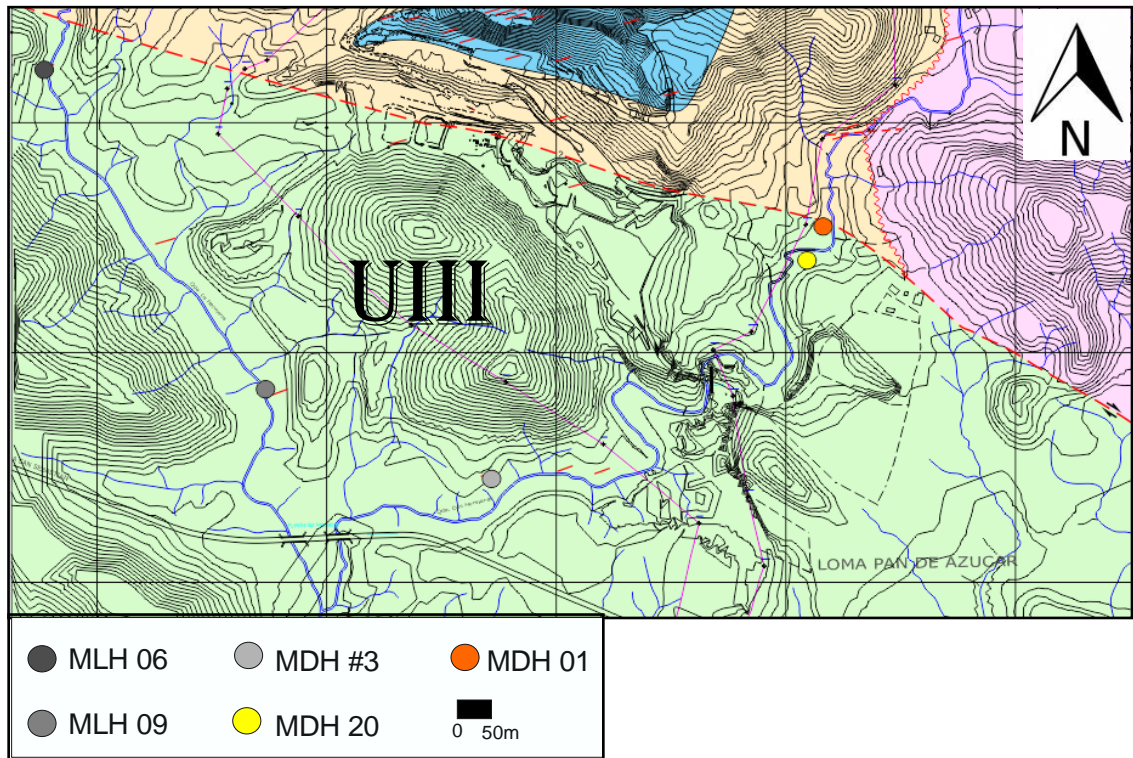 N
UIII
LOMA PAN DE AZUCAR
MLH 06
MDH #3
MDH 01
MLH 09
MDH 20
0 50m